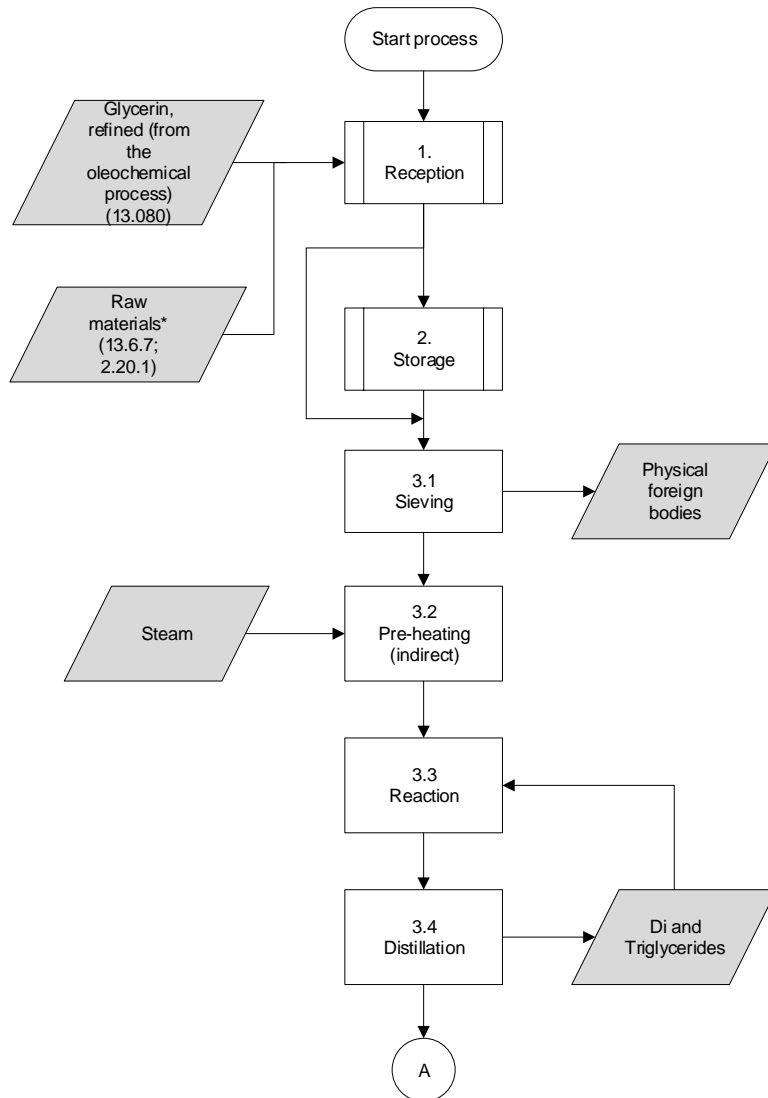 Start process
Glycerin,
refined (from
the
oleochemical
process)
(13.080)
1.
Reception
Raw
materials*
(13.6.7;
2.20.1)
2.
Storage
3.1
Sieving
Physical
foreign
bodies
Steam
3.2
Pre-heating
(indirect)
3.3
Reaction
3.4
Distillation
Di and
Triglycerides
A